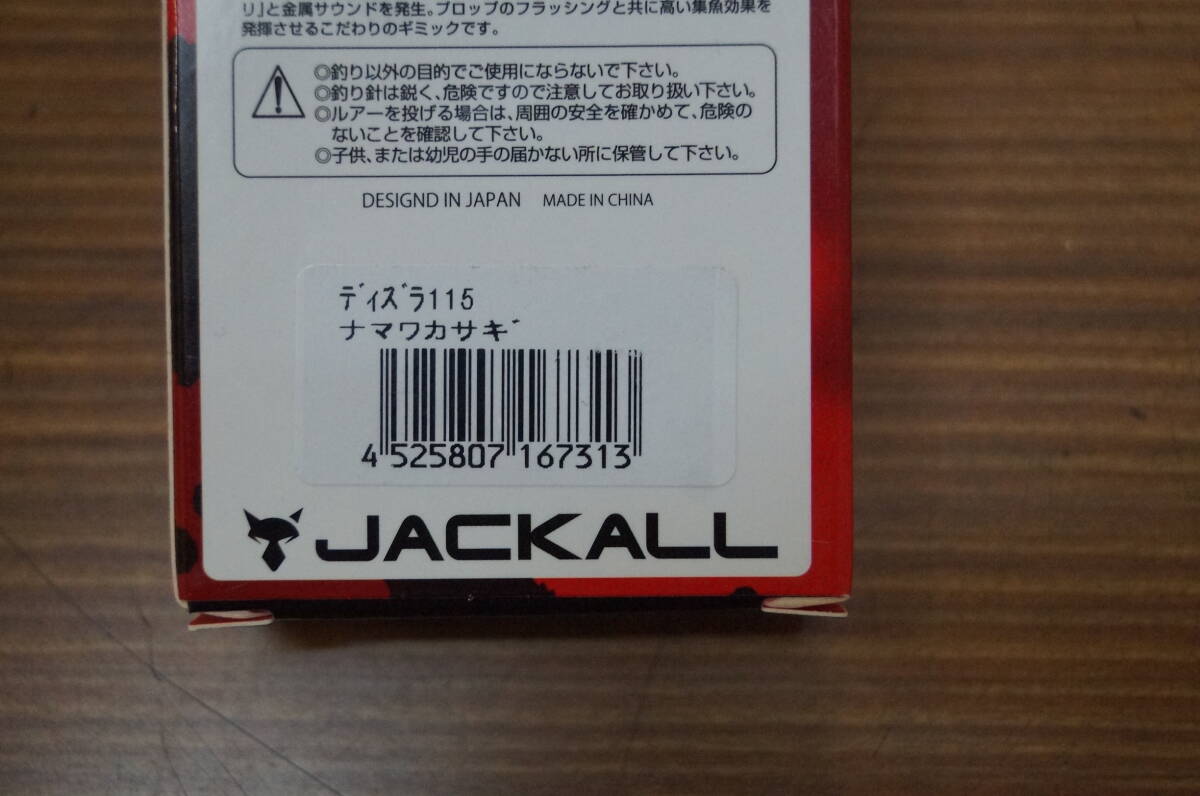 リ』と金属サウンドを発生。プロップのフラッシングと共に高い集魚効果を
発揮させるこだわりのギミックです。
◎釣り以外の目的でご使用にならないで下さい。
◎釣り針は鋭く、危険ですので注意してお取り扱い下さい。
◎ルアーを投げる場合は、周囲の安全を確かめて、危険の
ないことを確認して下さい。
◎子供、または幼児の手の届かない所に保管して下さい。
DESIGND IN JAPAN MADE IN CHINA
ディズラ115
ナマワカサギ
4 525807 167313
JACKALL